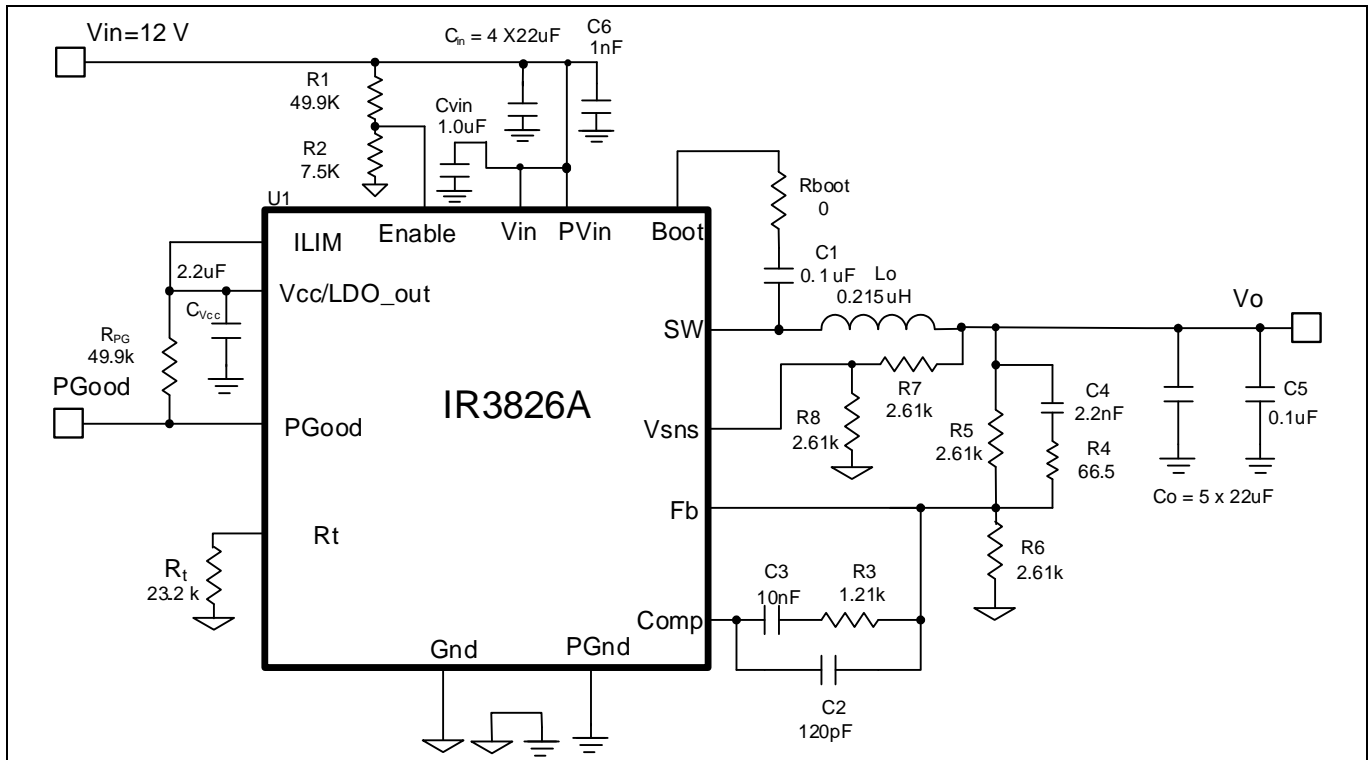 Vin=12 V
Cin = 4 X22uF
C6
1nF
R1
49.9K
Cvin
1.0uF
R2
7.5K
Rboot
0
U1
ILIM
Enable
Vin
PVin
Boot
2.2uF
Vcc/LDO_out
CVcc
C1
0.1uF
Lo
0.215uH
Vo
SW
RPG
49.9k
PGood
PGood
IR3826A
R7
2.61k
R8
2.61k
Vsns
R5
2.61k
C4
2.2nF
R4
66.5
C5
0.1uF
Co = 5 x 22uF
Fb
Rt
Rt
23.2 k
R6
2.61k
C3
10nF
R3
1.21k
Comp
Gnd
PGnd
C2
120pF